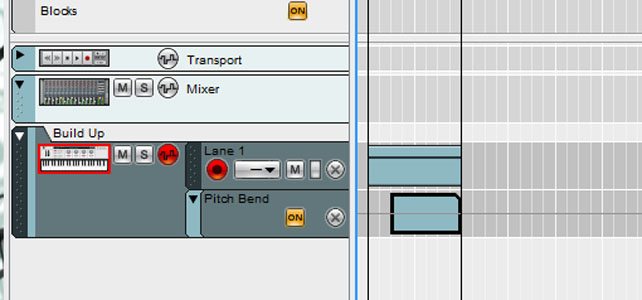 Blocks
ON
Transport
M S
Mixer
Build Up
M S
Lane 1
M
Pitch Bend
ON